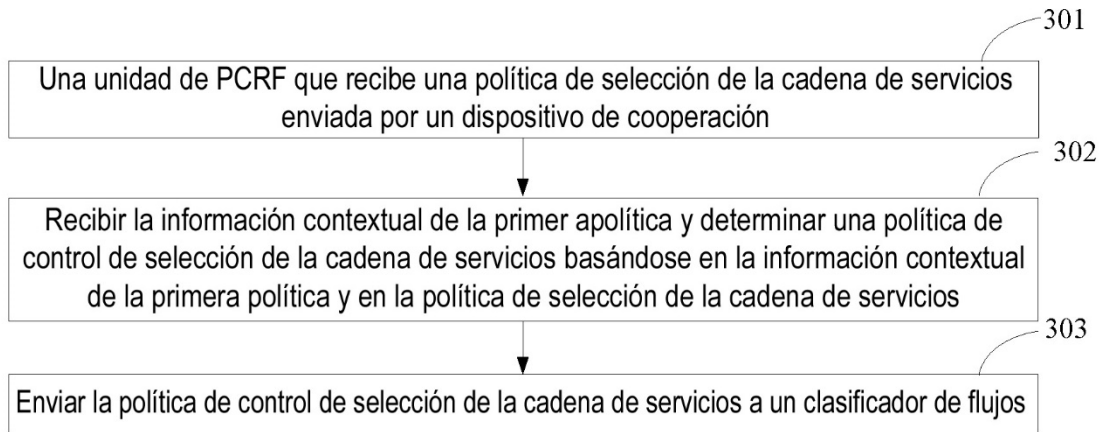 301
Una unidad de PCRF que recibe una política de selección de la cadena de servicios
enviada por un dispositivo de cooperación
302
Recibir la información contextual de la primer apolítica y determinar una política de
control de selección de la cadena de servicios basándose en la información contextual
de la primera política y en la política de selección de la cadena de servicios
303
Enviar la política de control de selección de la cadena de servicios a un clasificador de flujos